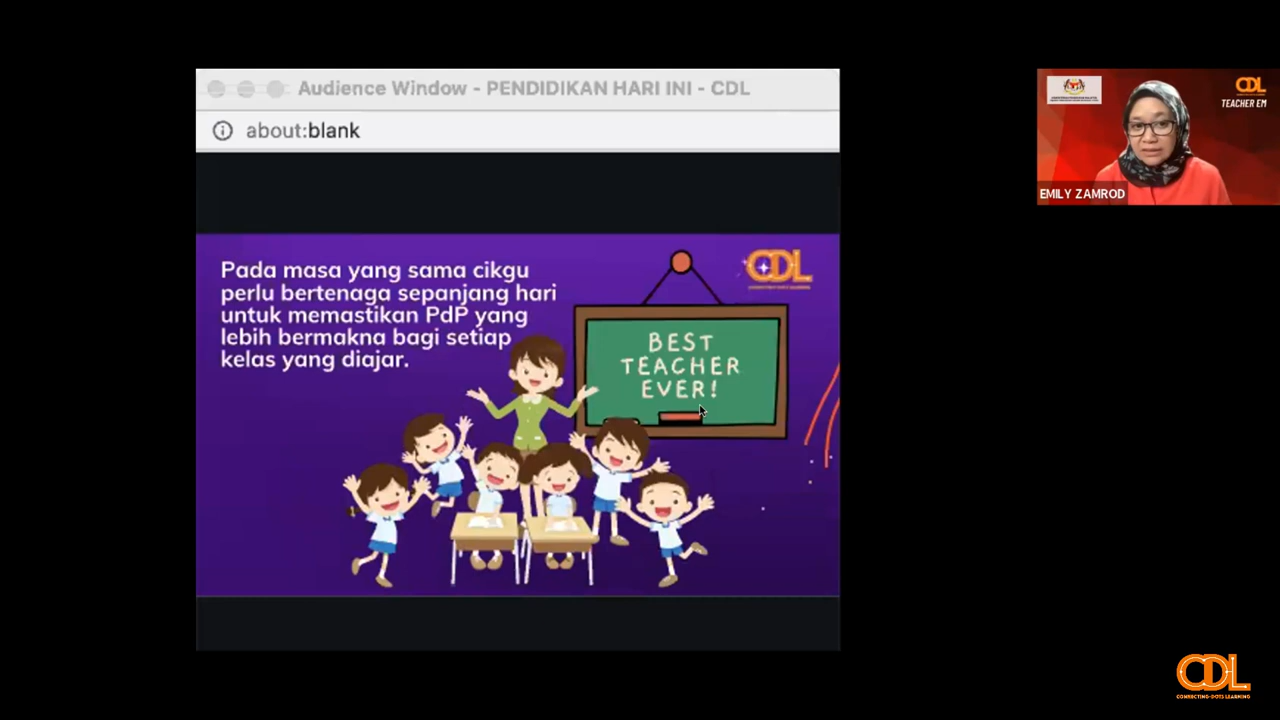 Audience Window - PENDIDIKAN HARI INI - CDL
about:blank
Pada masa yang sama cikgu
perlu bertenaga sepanjang hari
untuk memastikan PdP yang
lebih bermakna bagi setiap
kelas yang diajar.
CDL
BEST
TEACHER
EVER!
CDL
TEACHER EM
EMILY ZAMROD
CDL
CONNECTING-DOTS LEARNING